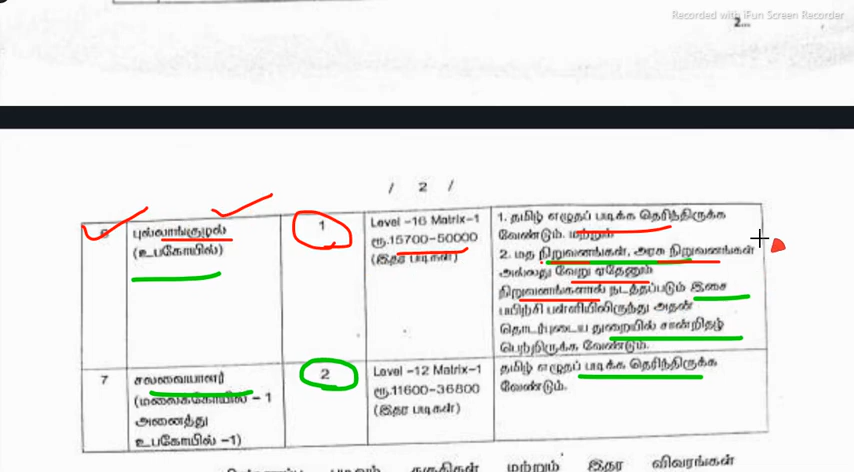 Recorded with iFun Screen Recorder
2...
/ 2 /
6
புல்லாங்குழல்
(உபகோயில்)
1
Level -16 Matrix-1
ரூ.15700-50000
(இதர படிகள்)
1. தமிழ் எழுதப் படிக்க தெரிந்திருக்க
வேண்டும். மற்றும்
2. மத நிறுவனங்கள், அரசு நிறுவனங்கள்
அல்லது வேறு ஏதேனும்
நிறுவனங்களால் நடத்தப்படும் இசை
பயிற்சி பள்ளியிலிருந்து அதன்
தொடர்புடைய துறையில் சான்றிதழ்
பெற்றிருக்க வேண்டும்.
7
சலவையாளர்
(மலைக்கோயில் - 1
அனைத்து
உபகோயில் -1)
2
Level -12 Matrix-1
ரூ.11600-36800
(இதர படிகள்)
தமிழ் எழுதப் படிக்க தெரிந்திருக்க
வேண்டும்.
மற்றும் இதர விவரங்கள்